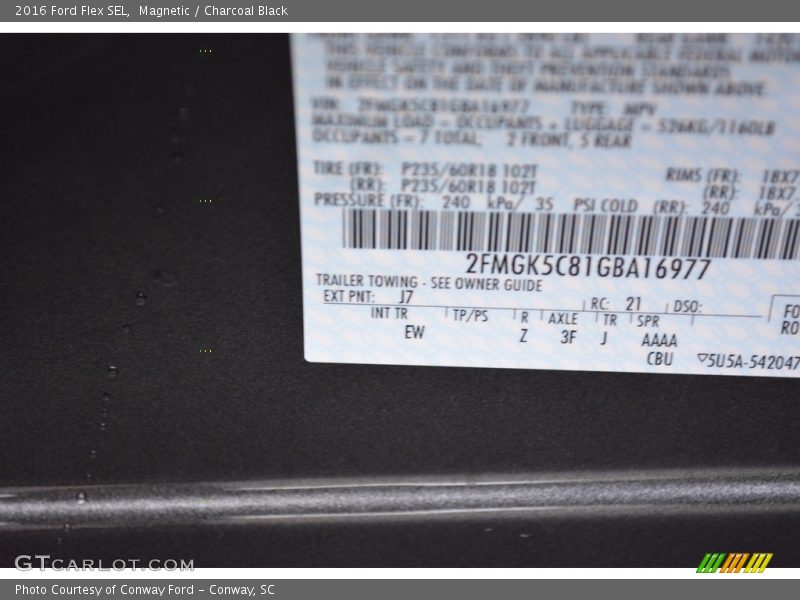 2016 Ford Flex SEL,  Magnetic / Charcoal Black
THIS VEHICLE CONFORMS TO ALL APPLICABLE FEDERAL MOTOR
VEHICLE SAFETY AND THEFT PREVENTION STANDARDS
IN EFFECT ON THE DATE OF MANUFACTURE SHOWN ABOVE.
VIN: 2FMGK5C81GBA16977 TYPE: MPV
MAXIMUM LOAD = OCCUPANTS + LUGGAGE = 526KG/1160LB
OCCUPANTS = 7 TOTAL, 2 FRONT, 5 REAR
TIRE (FR): P235/60R18 102T RIMS (FR): 18X7
(RR): P235/60R18 102T (RR): 18X7
PRESSURE (FR): 240 kPa/ 35 PSI COLD (RR): 240 kPa/
2FMGK5C81GBA16977
TRAILER TOWING - SEE OWNER GUIDE
EXT PNT: J7 RC: 21 DSO:
INT TR TP/PS R AXLE TR SPR
EW Z 3F J AAAA
CBU ▽5U5A-542047
FO
RO
GTCARLOT.COM
Photo Courtesy of Conway Ford - Conway, SC